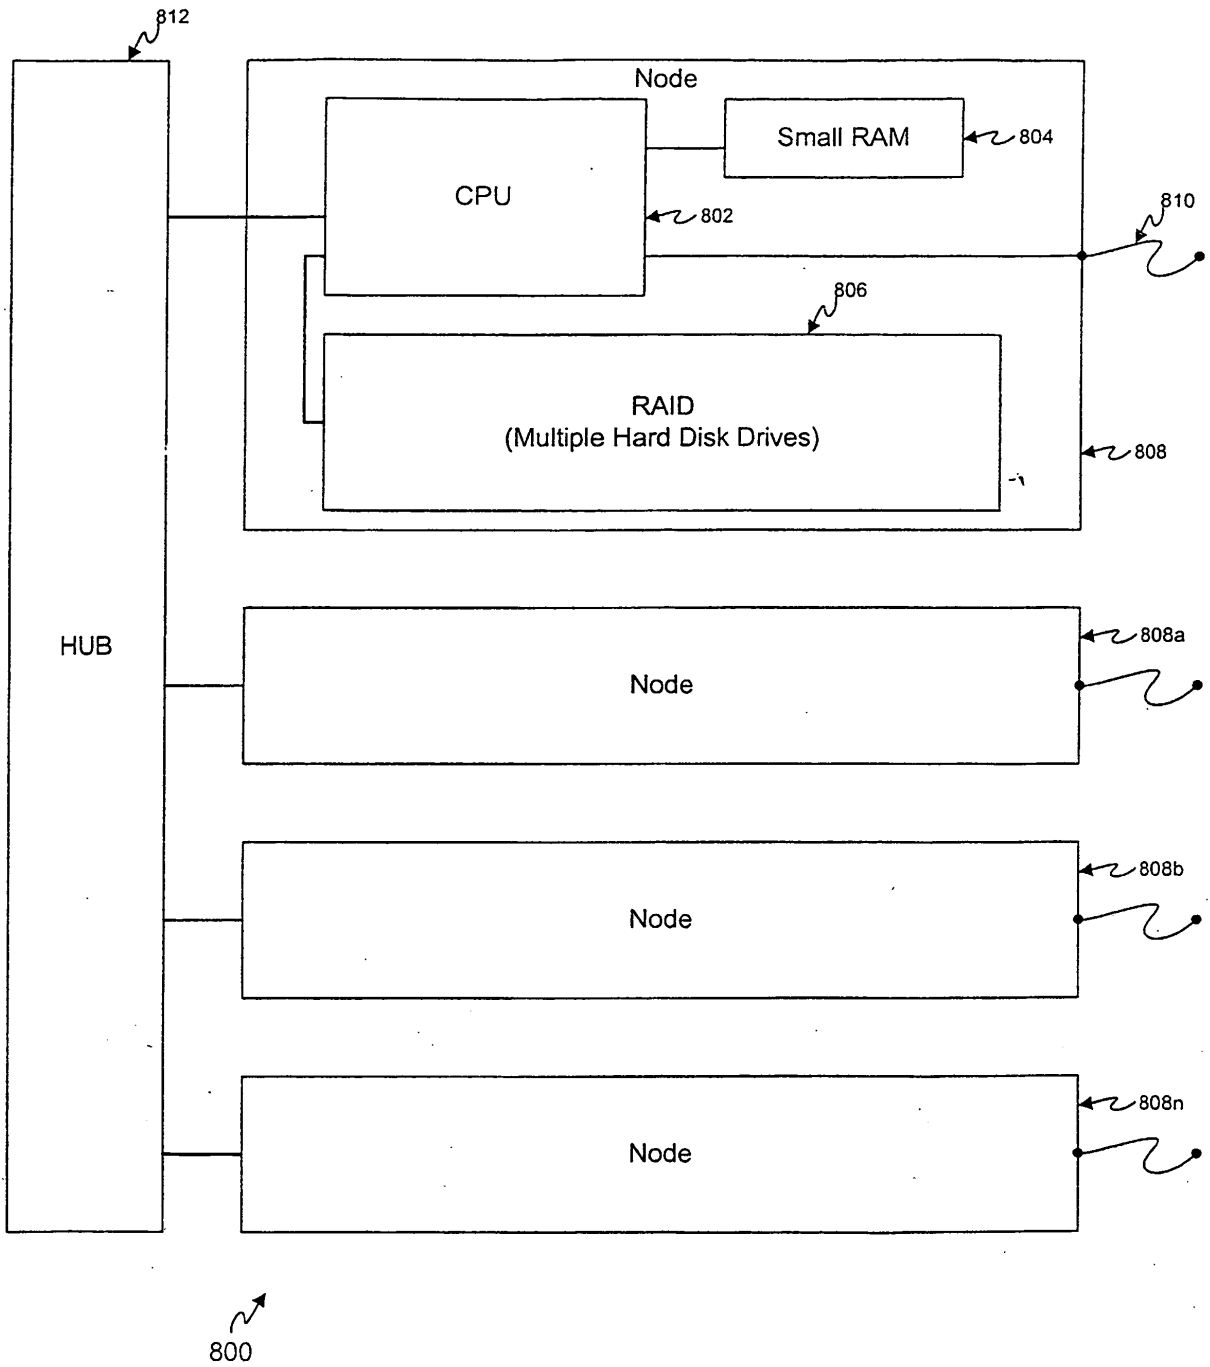 812
Node
Small RAM
804
CPU
802
810
806
RAID
(Multiple Hard Disk Drives)
808
HUB
808a
Node
808b
Node
808n
Node
800